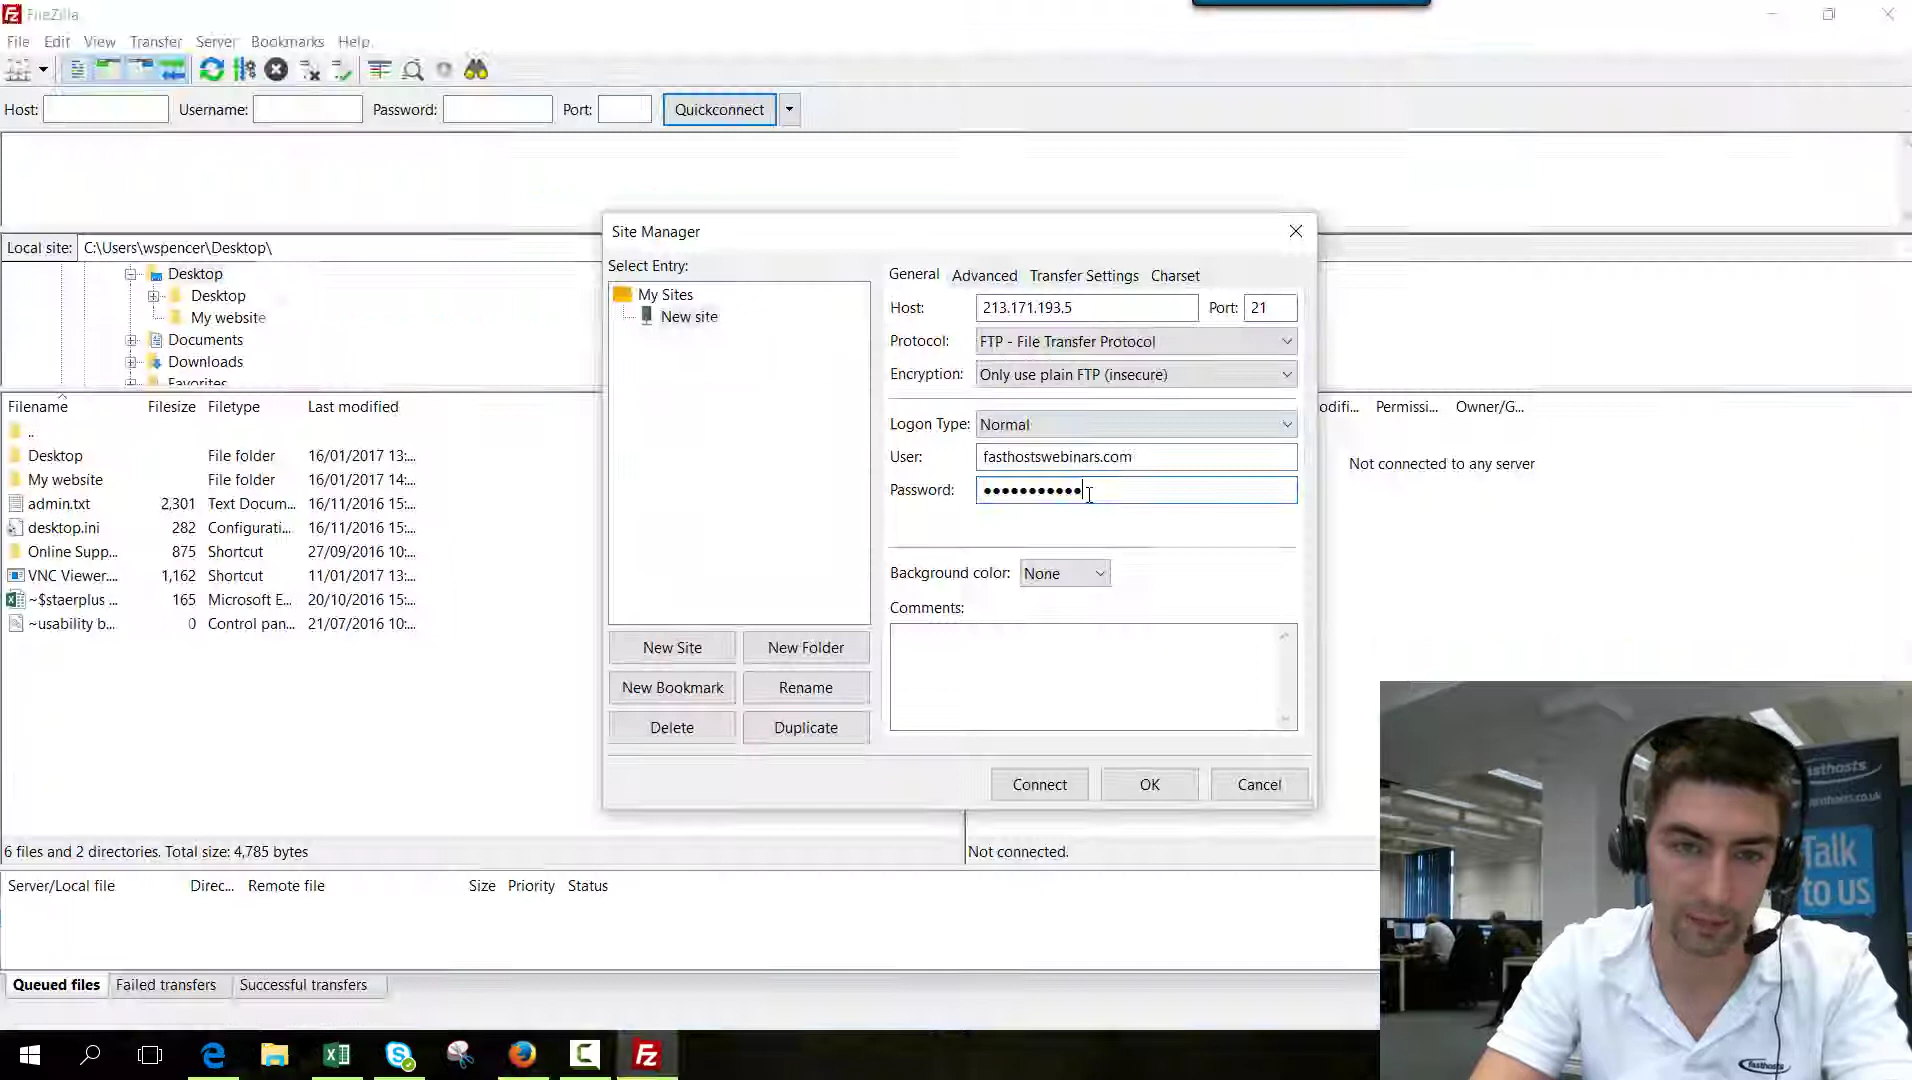 FileZilla
File Edit View Transfer Server Bookmarks Help
Host: Username: Password: Port: Quickconnect
Local site: C:\Users\wspencer\Desktop\
Desktop
Desktop
My website
Documents
Downloads
Favorites
Filename Filesize Filetype Last modified
..
Desktop File folder 16/01/2017 13:...
My website File folder 16/01/2017 14:...
admin.txt 2,301 Text Docum... 16/11/2016 15:...
desktop.ini 282 Configurati... 16/11/2016 15:...
Online Supp... 875 Shortcut 27/09/2016 10:...
VNC Viewer.... 1,162 Shortcut 11/01/2017 13:...
~$staerplus ... 165 Microsoft E... 20/10/2016 15:...
~usability b... 0 Control pan... 21/07/2016 10:...
6 files and 2 directories. Total size: 4,785 bytes
Site Manager
Select Entry:
My Sites
New site
New Site New Folder
New Bookmark Rename
Delete Duplicate
General Advanced Transfer Settings Charset
Host: 213.171.193.5 Port: 21
Protocol: FTP - File Transfer Protocol
Encryption: Only use plain FTP (insecure)
Logon Type: Normal
User: fasthostswebinars.com
Password: ●●●●●●●●●●●
Background color: None
Comments:
Connect OK Cancel
odifi... Permissi... Owner/G...
Not connected to any server
Not connected.
Server/Local file Direc... Remote file Size Priority Status
Queued files Failed transfers Successful transfers
fasthosts
Talk
to us
fasthosts